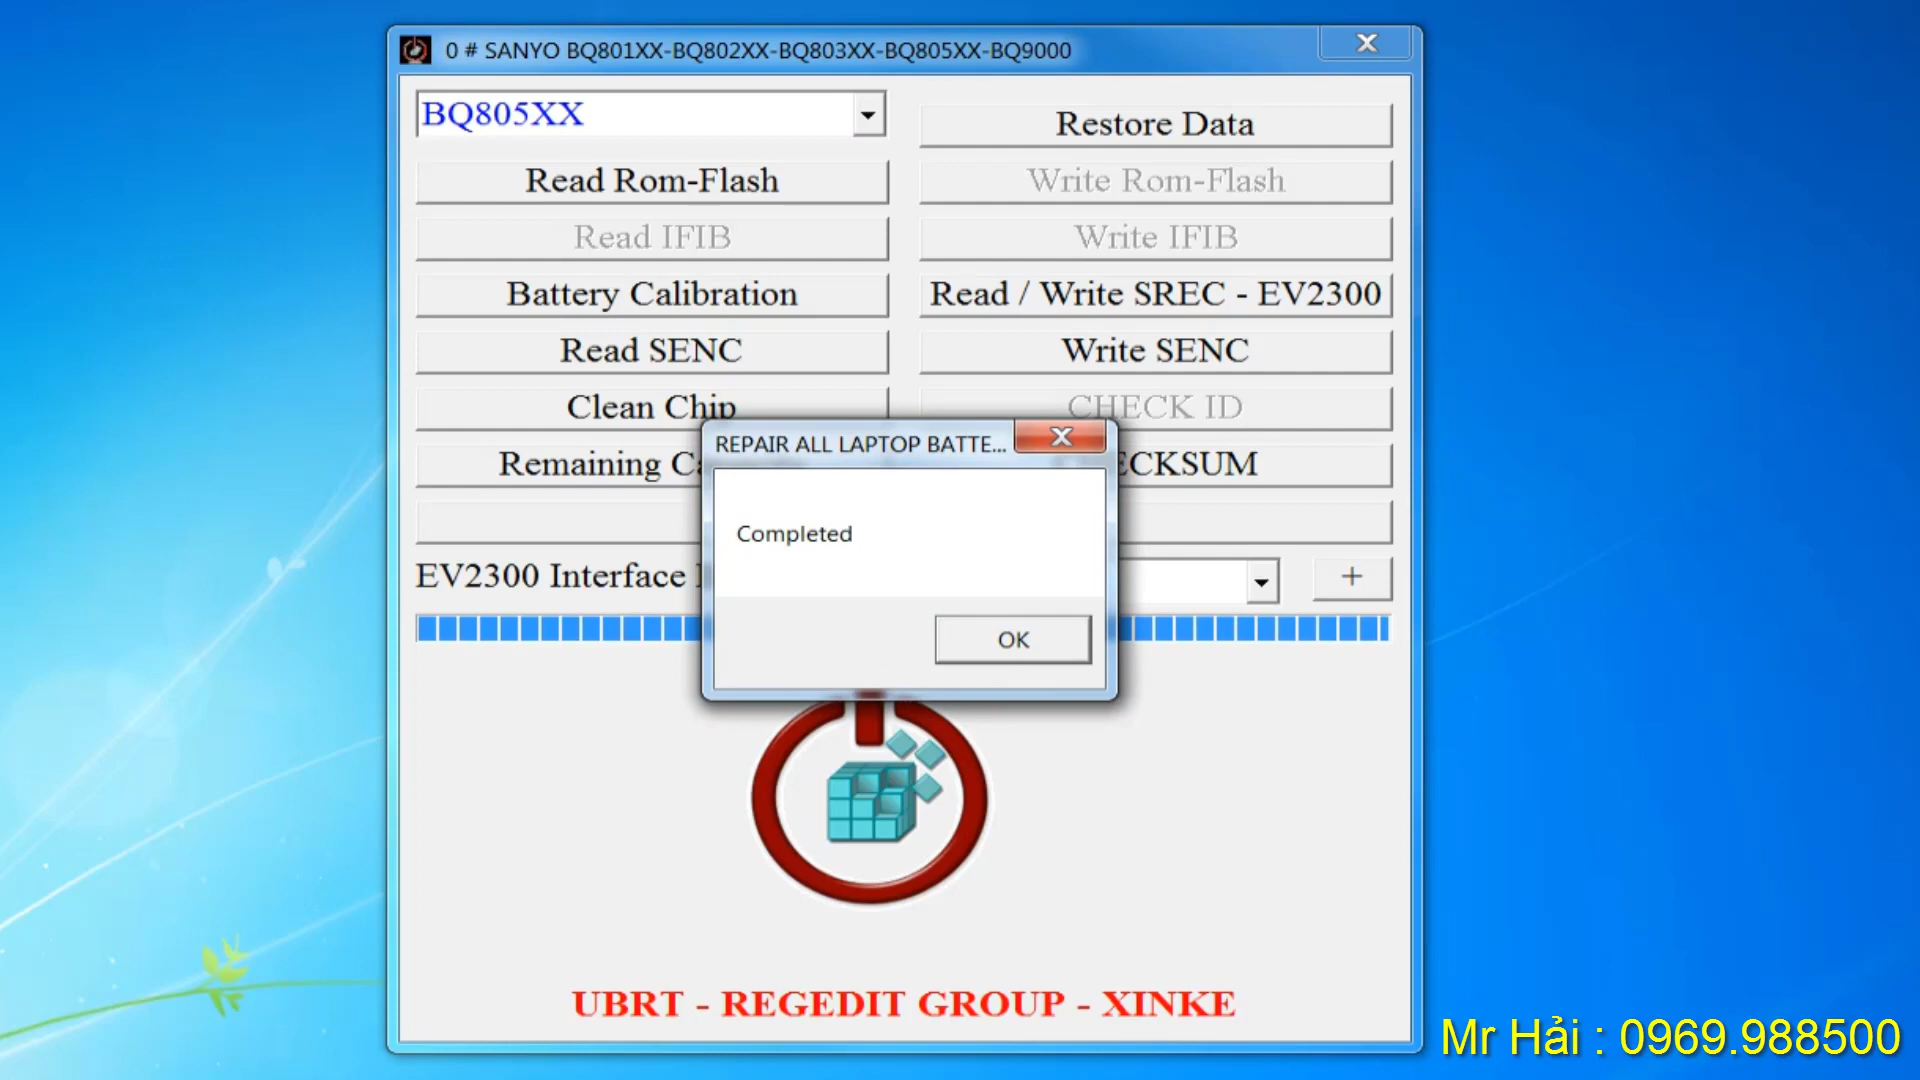 0 # SANYO BQ801XX-BQ802XX-BQ803XX-BQ805XX-BQ9000
BQ805XX
Restore Data
Read Rom-Flash
Write Rom-Flash
Read IFIB
Write IFIB
Battery Calibration
Read / Write SREC - EV2300
Read SENC
Write SENC
Clean Chip
CHECK ID
REPAIR ALL LAPTOP BATTE...
Remaining
ECKSUM
Completed
EV2300 Interface
+
OK
UBRT - REGEDIT GROUP - XINKE
Mr Hải : 0969.988500